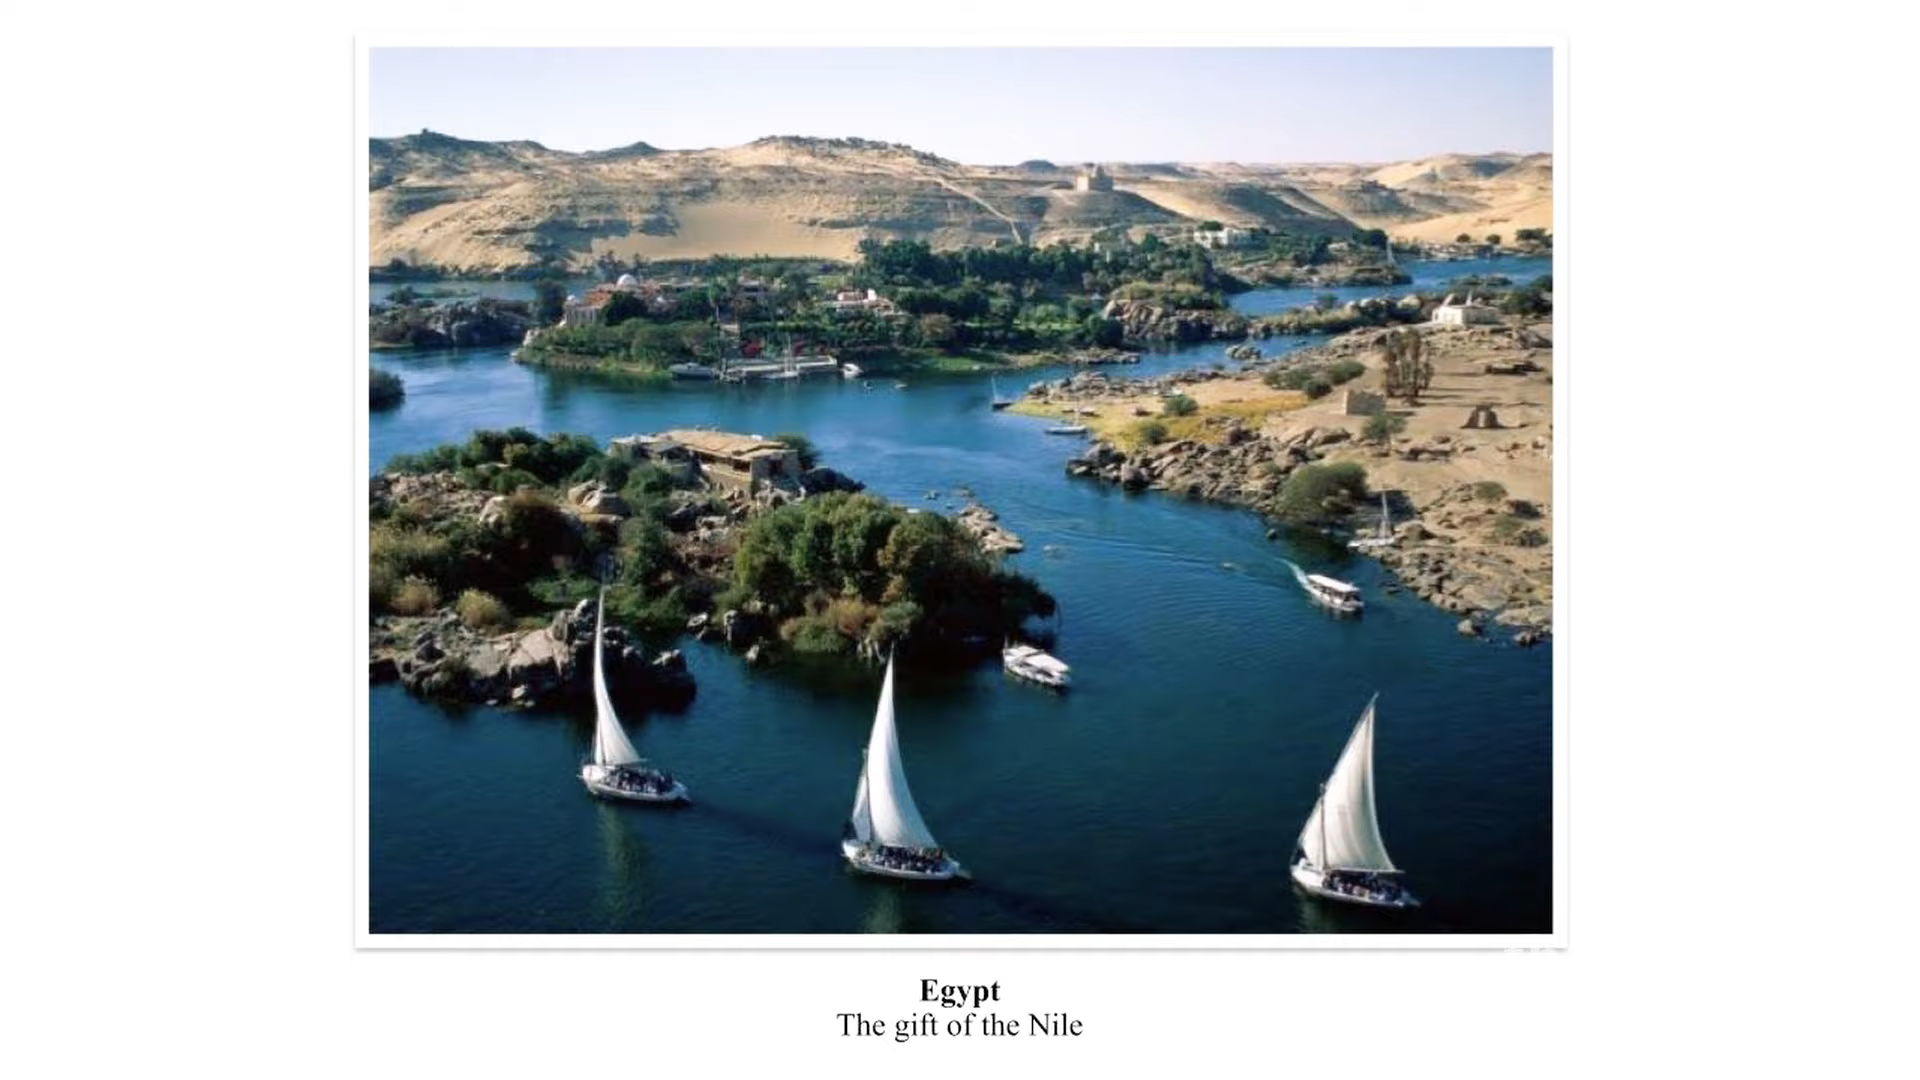 Egypt
The gift of the Nile